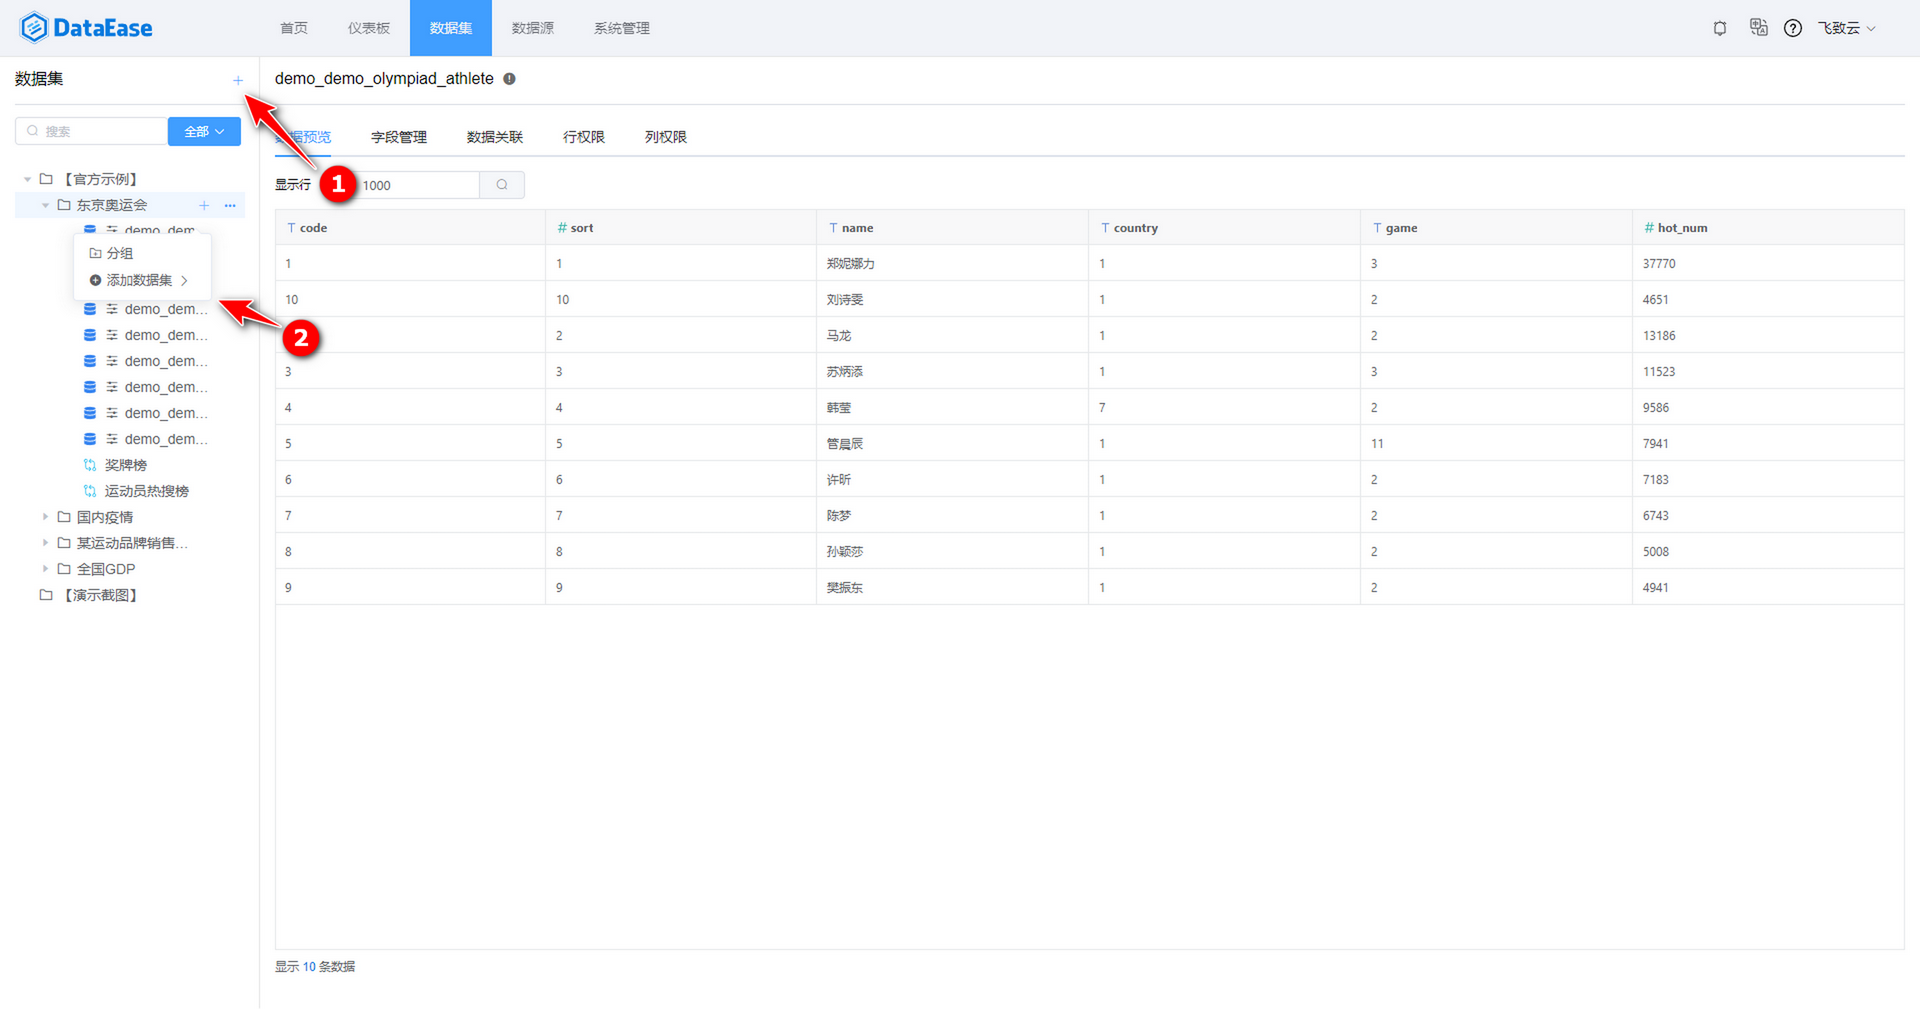 DataEase 首页 仪表板 数据集 数据源 系统管理 飞致云
数据集
demo_demo_olympiad_athlete
搜索 全部
据预览 字段管理 数据关联 行权限 列权限
显示行 1000
1
2
【官方示例】
东京奥运会
demo_dem
分组
添加数据集
demo_dem...
demo_dem...
demo_dem...
demo_dem...
demo_dem...
demo_dem...
奖牌榜
运动员热搜榜
国内疫情
某运动品牌销售...
全国GDP
【演示截图】
T code # sort T name T country T game # hot_num
1 1 郑妮娜力 1 3 37770
10 10 刘诗雯 1 2 4651
2 马龙 1 2 13186
3 3 苏炳添 1 3 11523
4 4 韩莹 7 2 9586
5 5 管晨辰 1 11 7941
6 6 许昕 1 2 7183
7 7 陈梦 1 2 6743
8 8 孙颖莎 1 2 5008
9 9 樊振东 1 2 4941
显示 10 条数据